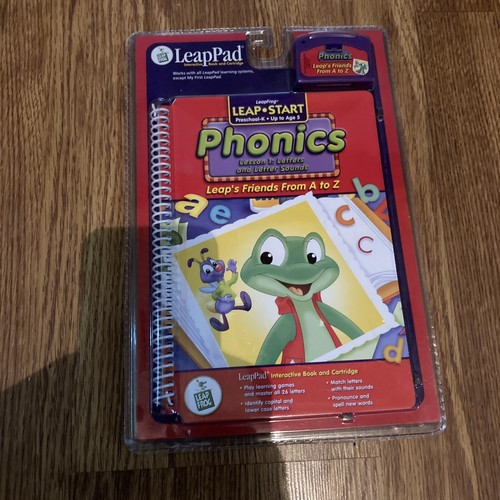 LeapPad®
Interactive Book and Cartridge
Works with all LeapPad learning systems,
except My First LeapPad
Phonics
Leap's Friends
From A to Z
LeapFrog®
LEAP•START
Preschool-K • Up to Age 5
Phonics
Lesson 1: Letters
and Letter Sounds
Leap's Friends From A to Z
a e b c c d
LeapPad® Interactive Book and Cartridge
• Play learning games
and master all 26 letters
• Identify capital and
lower case letters
• Match letters
with their sounds
• Pronounce and
spell new words
LEAP
FROG